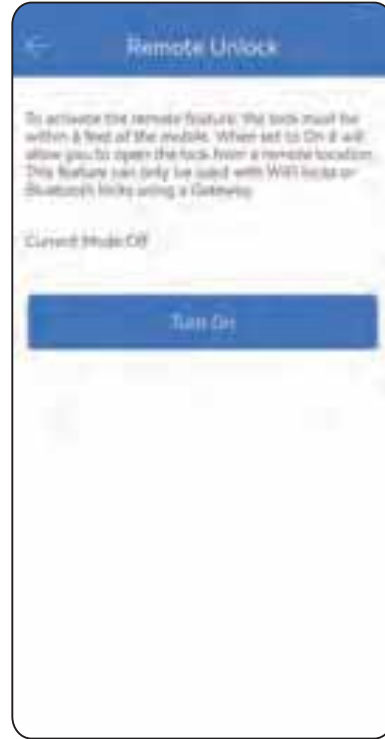 Remote Unlock
To activate the remote feature, the lock must be
within 6 feet of the mobile. When set to On it will
allow you to open the lock from a remote location.
This feature can only be used with WiFi locks or
Bluetooth locks using a Gateway.
Current Mode:Off
Turn On